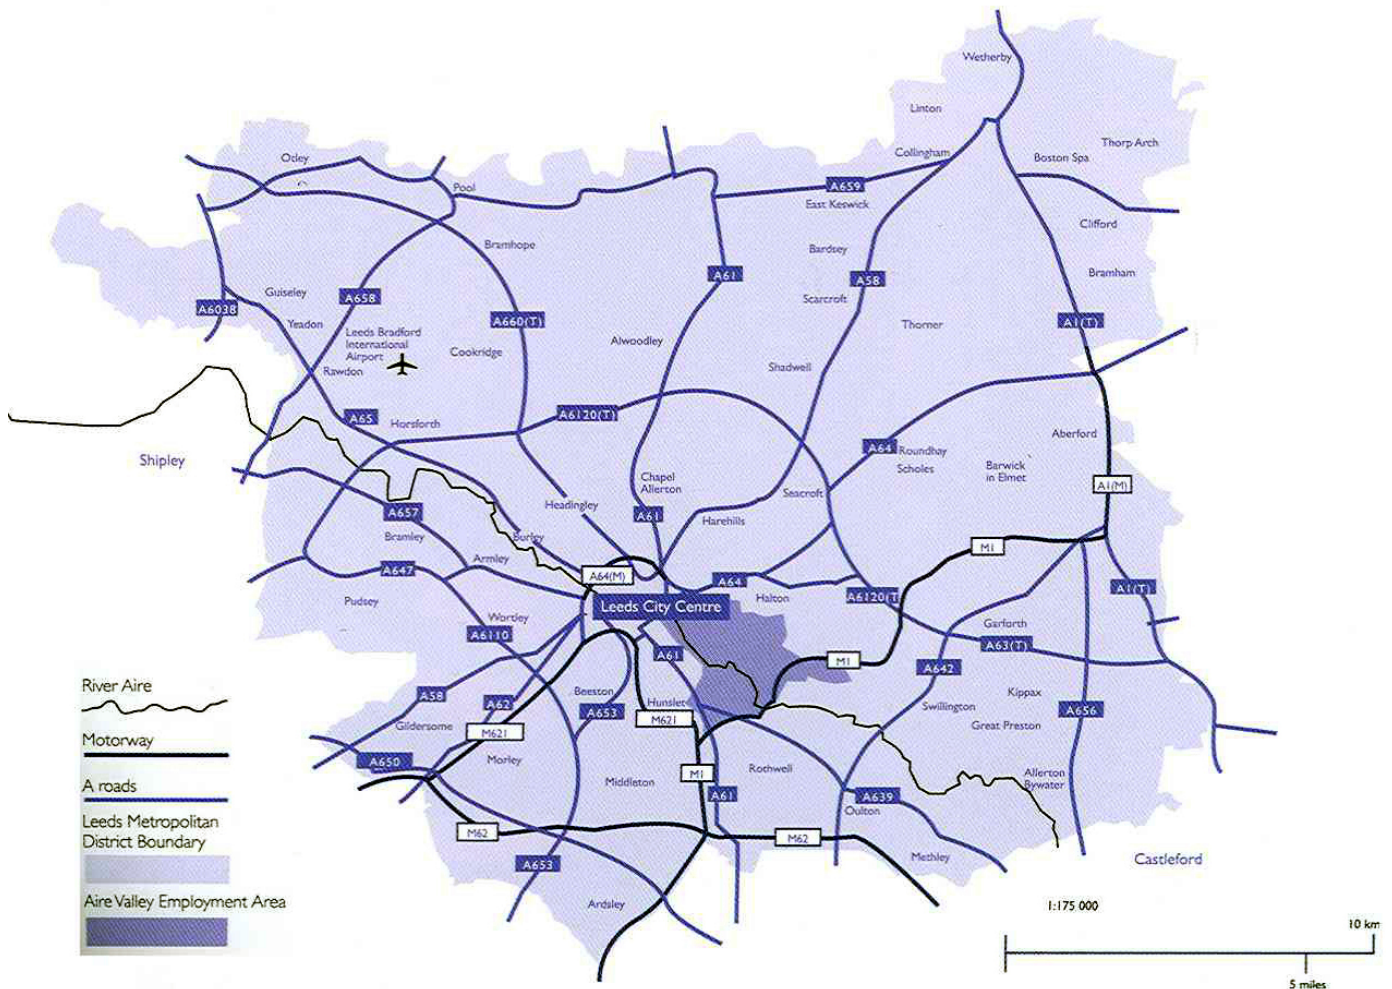 Wetherby
Linton
Thorp Arch
Collingham
Boston Spa
Otley
Pool
A659
East Keswick
Clifford
Bramhope
Bardsey
Bramham
A61
A58
Guiseley
A658
Scarcroft
A6038
Yeadon
A660(T)
Thorner
A1(T)
Leeds Bradford
International
Airport
Cookridge
Alwoodley
Rawdon
Shadwell
A65
Horsforth
A6120(T)
Aberford
A64
Roundhay
Scholes
Shipley
Barwick
in Elmet
Chapel
Allerton
A1(M)
Seacroft
Headingley
A657
A61
Harehills
Bramley
Burley
M1
Armley
A647
A64(M)
A64
Halton
A6120(T
A1(T)
Pudsey
Leeds City Centre
Wortley
Garforth
A6110
A63(T)
A61
M1
A642
River Aire
A58
A62
Beeston
Hunslet
Kippax
A653
M621
Swillington
A656
Gildersome
Great Preston
M621
Motorway
A650
Morley
Middleton
M1
Rothwell
Allerton
Bywater
A roads
A61
A639
Oulton
Leeds Metropolitan
District Boundary
M62
M62
Methley
Castleford
A653
Aire Valley Employment Area
Ardsley
1:175 000
10 km
5 miles